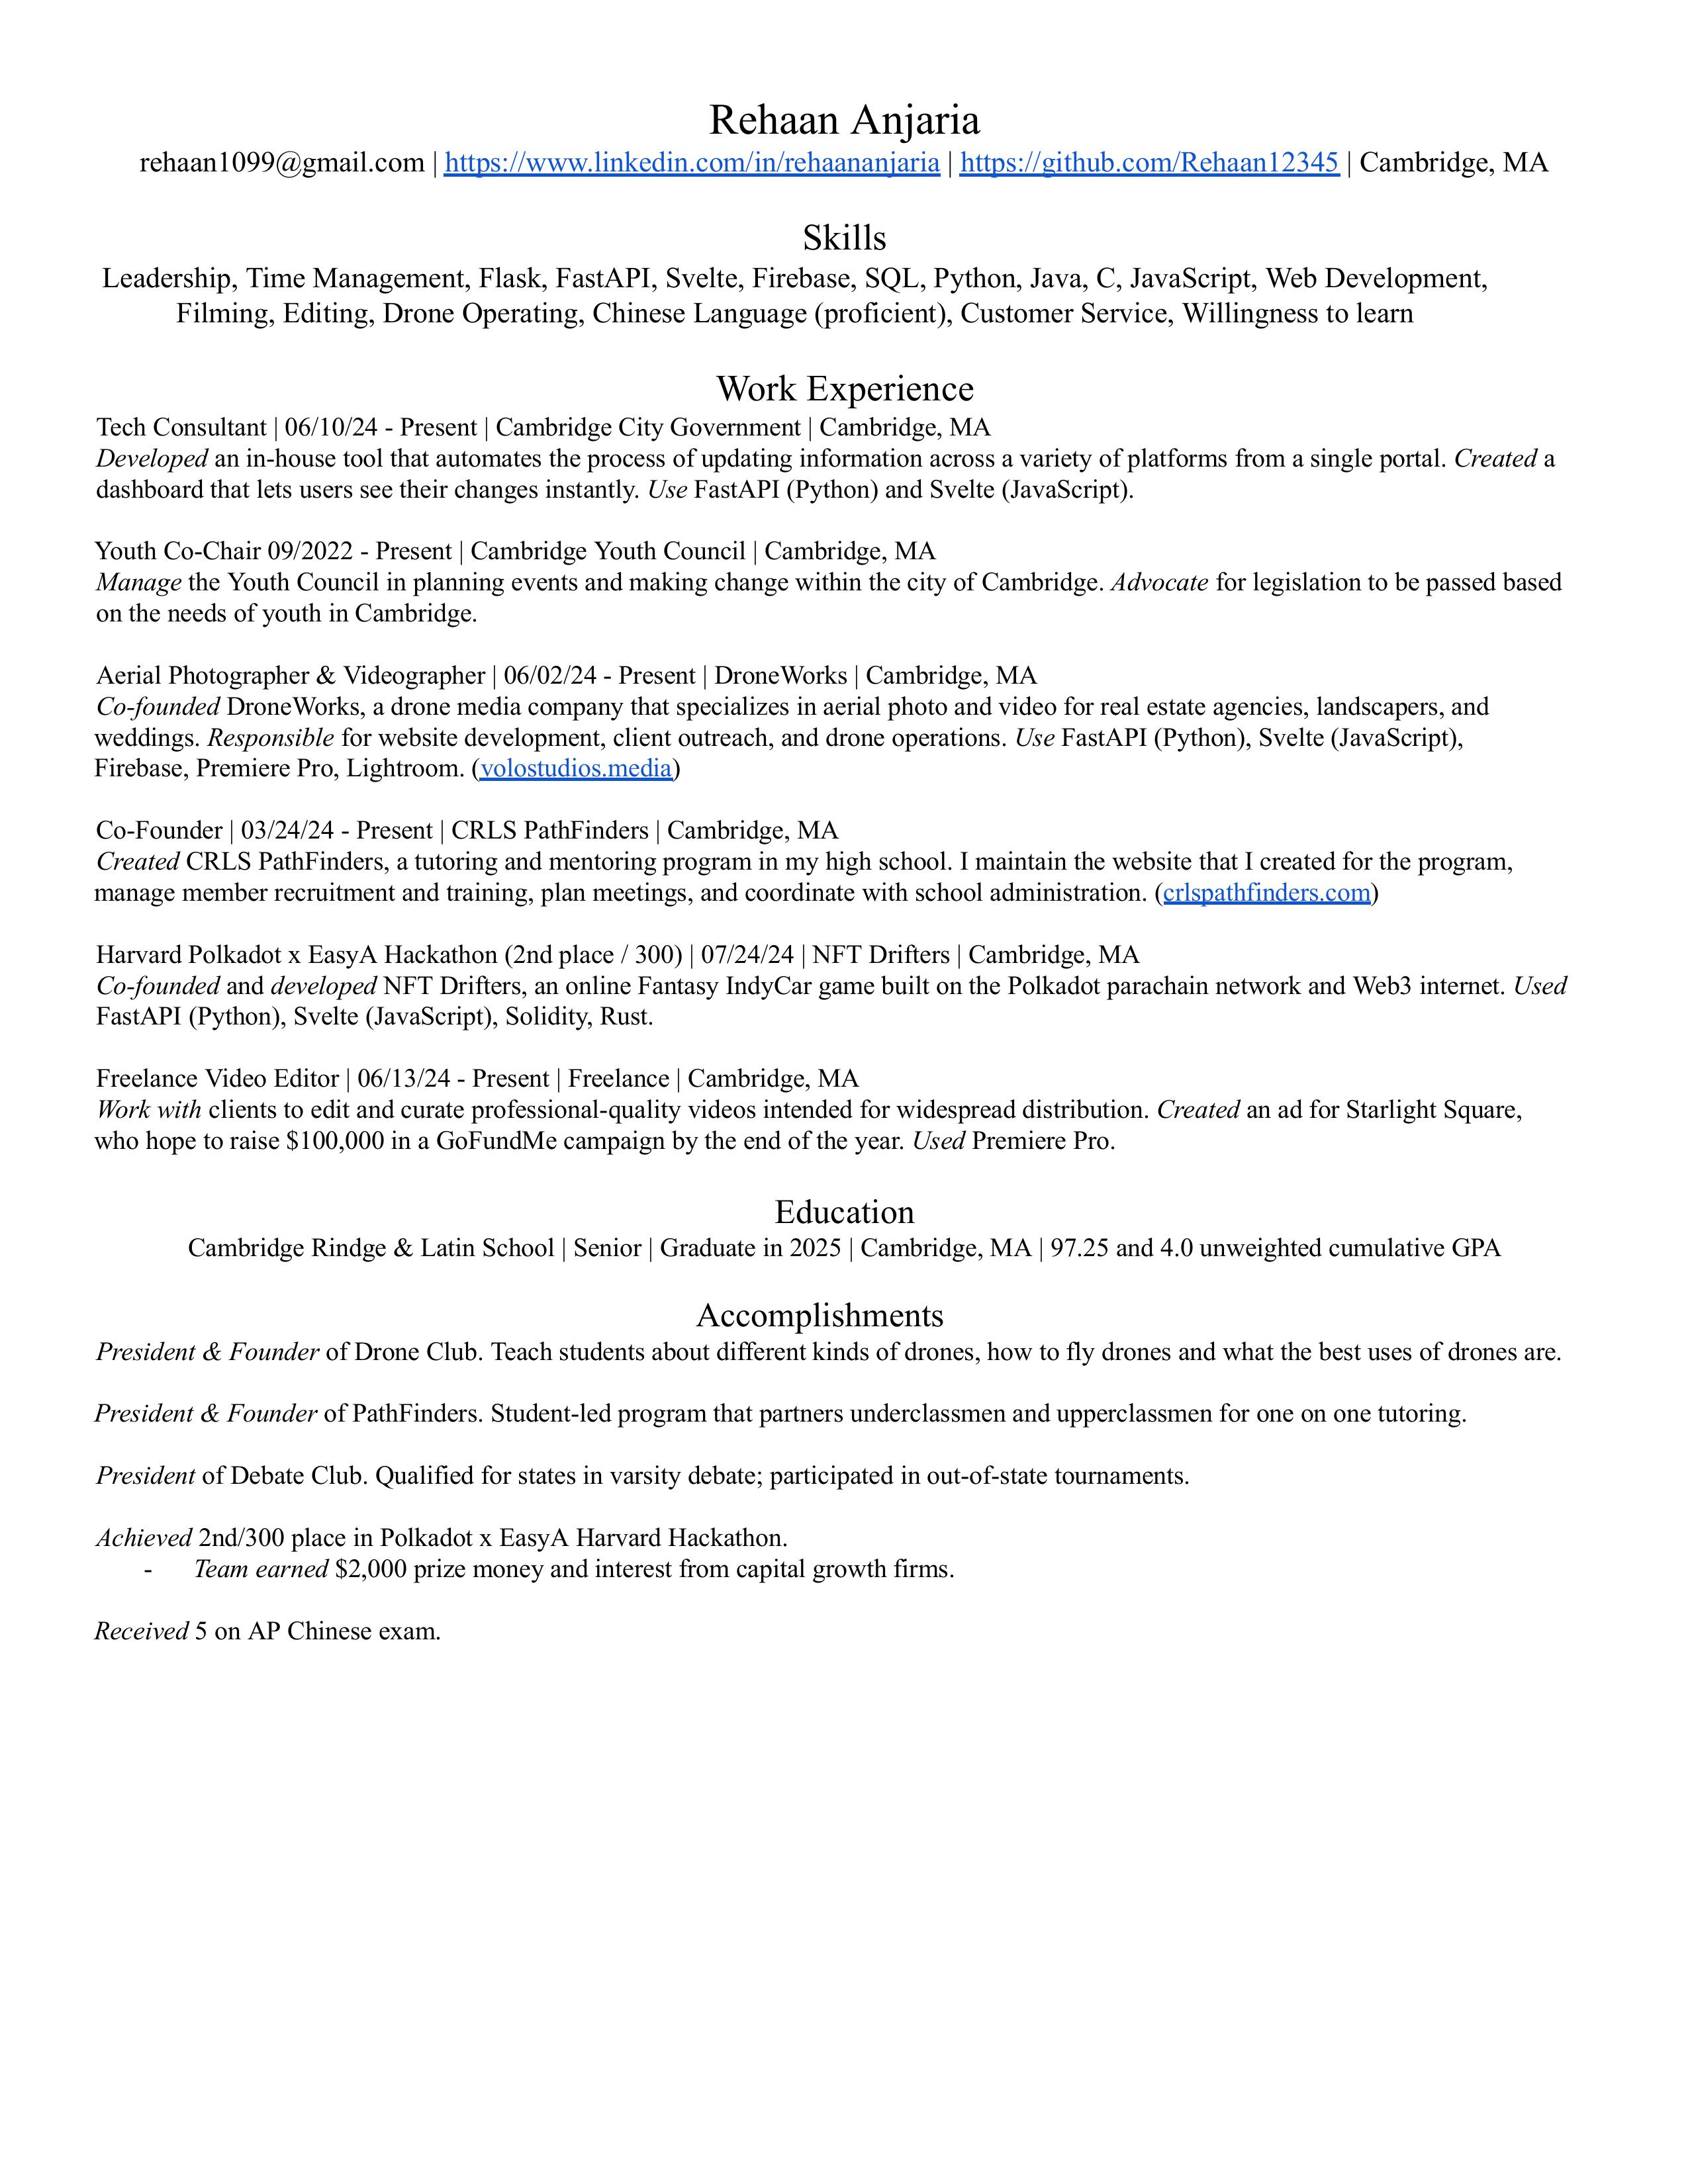 Rehaan Anjaria
rehaan1099@gmail.com | https://www.linkedin.com/in/rehaananjaria | https://github.com/Rehaan12345 | Cambridge, MA
Skills
Leadership, Time Management, Flask, FastAPI, Svelte, Firebase, SQL, Python, Java, C, JavaScript, Web Development,
Filming, Editing, Drone Operating, Chinese Language (proficient), Customer Service, Willingness to learn
Work Experience
Tech Consultant | 06/10/24 - Present | Cambridge City Government | Cambridge, MA
Developed an in-house tool that automates the process of updating information across a variety of platforms from a single portal. Created a
dashboard that lets users see their changes instantly. Use FastAPI (Python) and Svelte (JavaScript).
Youth Co-Chair 09/2022 - Present | Cambridge Youth Council | Cambridge, MA
Manage the Youth Council in planning events and making change within the city of Cambridge. Advocate for legislation to be passed based
on the needs of youth in Cambridge.
Aerial Photographer & Videographer | 06/02/24 - Present | DroneWorks | Cambridge, MA
Co-founded DroneWorks, a drone media company that specializes in aerial photo and video for real estate agencies, landscapers, and
weddings. Responsible for website development, client outreach, and drone operations. Use FastAPI (Python), Svelte (JavaScript),
Firebase, Premiere Pro, Lightroom. (volostudios.media)
Co-Founder | 03/24/24 - Present | CRLS PathFinders | Cambridge, MA
Created CRLS PathFinders, a tutoring and mentoring program in my high school. I maintain the website that I created for the program,
manage member recruitment and training, plan meetings, and coordinate with school administration. (crlspathfinders.com)
Harvard Polkadot x EasyA Hackathon (2nd place / 300) | 07/24/24 | NFT Drifters | Cambridge, MA
Co-founded and developed NFT Drifters, an online Fantasy IndyCar game built on the Polkadot parachain network and Web3 internet. Used
FastAPI (Python), Svelte (JavaScript), Solidity, Rust.
Freelance Video Editor | 06/13/24 - Present | Freelance | Cambridge, MA
Work with clients to edit and curate professional-quality videos intended for widespread distribution. Created an ad for Starlight Square,
who hope to raise $100,000 in a GoFundMe campaign by the end of the year. Used Premiere Pro.
Education
Cambridge Rindge & Latin School | Senior | Graduate in 2025 | Cambridge, MA | 97.25 and 4.0 unweighted cumulative GPA
Accomplishments
President & Founder of Drone Club. Teach students about different kinds of drones, how to fly drones and what the best uses of drones are.
President & Founder of PathFinders. Student-led program that partners underclassmen and upperclassmen for one on one tutoring.
President of Debate Club. Qualified for states in varsity debate; participated in out-of-state tournaments.
Achieved 2nd/300 place in Polkadot x EasyA Harvard Hackathon.
- Team earned $2,000 prize money and interest from capital growth firms.
Received 5 on AP Chinese exam.